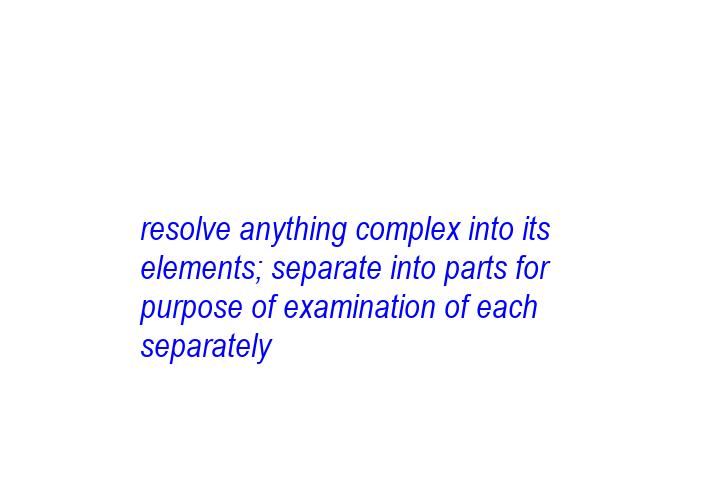 resolve anything complex into its
elements; separate into parts for
purpose of examination of each
separately